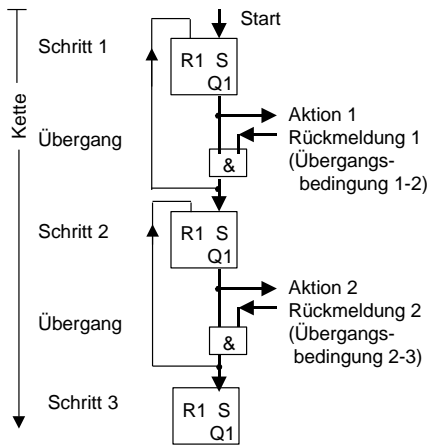 Start
Schritt 1
R1 S
Q1
Kette
Aktion 1
Übergang
Rückmeldung 1
&
(Übergangs-
bedingung 1-2)
Schritt 2
R1 S
Q1
Aktion 2
Übergang
Rückmeldung 2
&
(Übergangs-
bedingung 2-3)
Schritt 3
R1 S
Q1